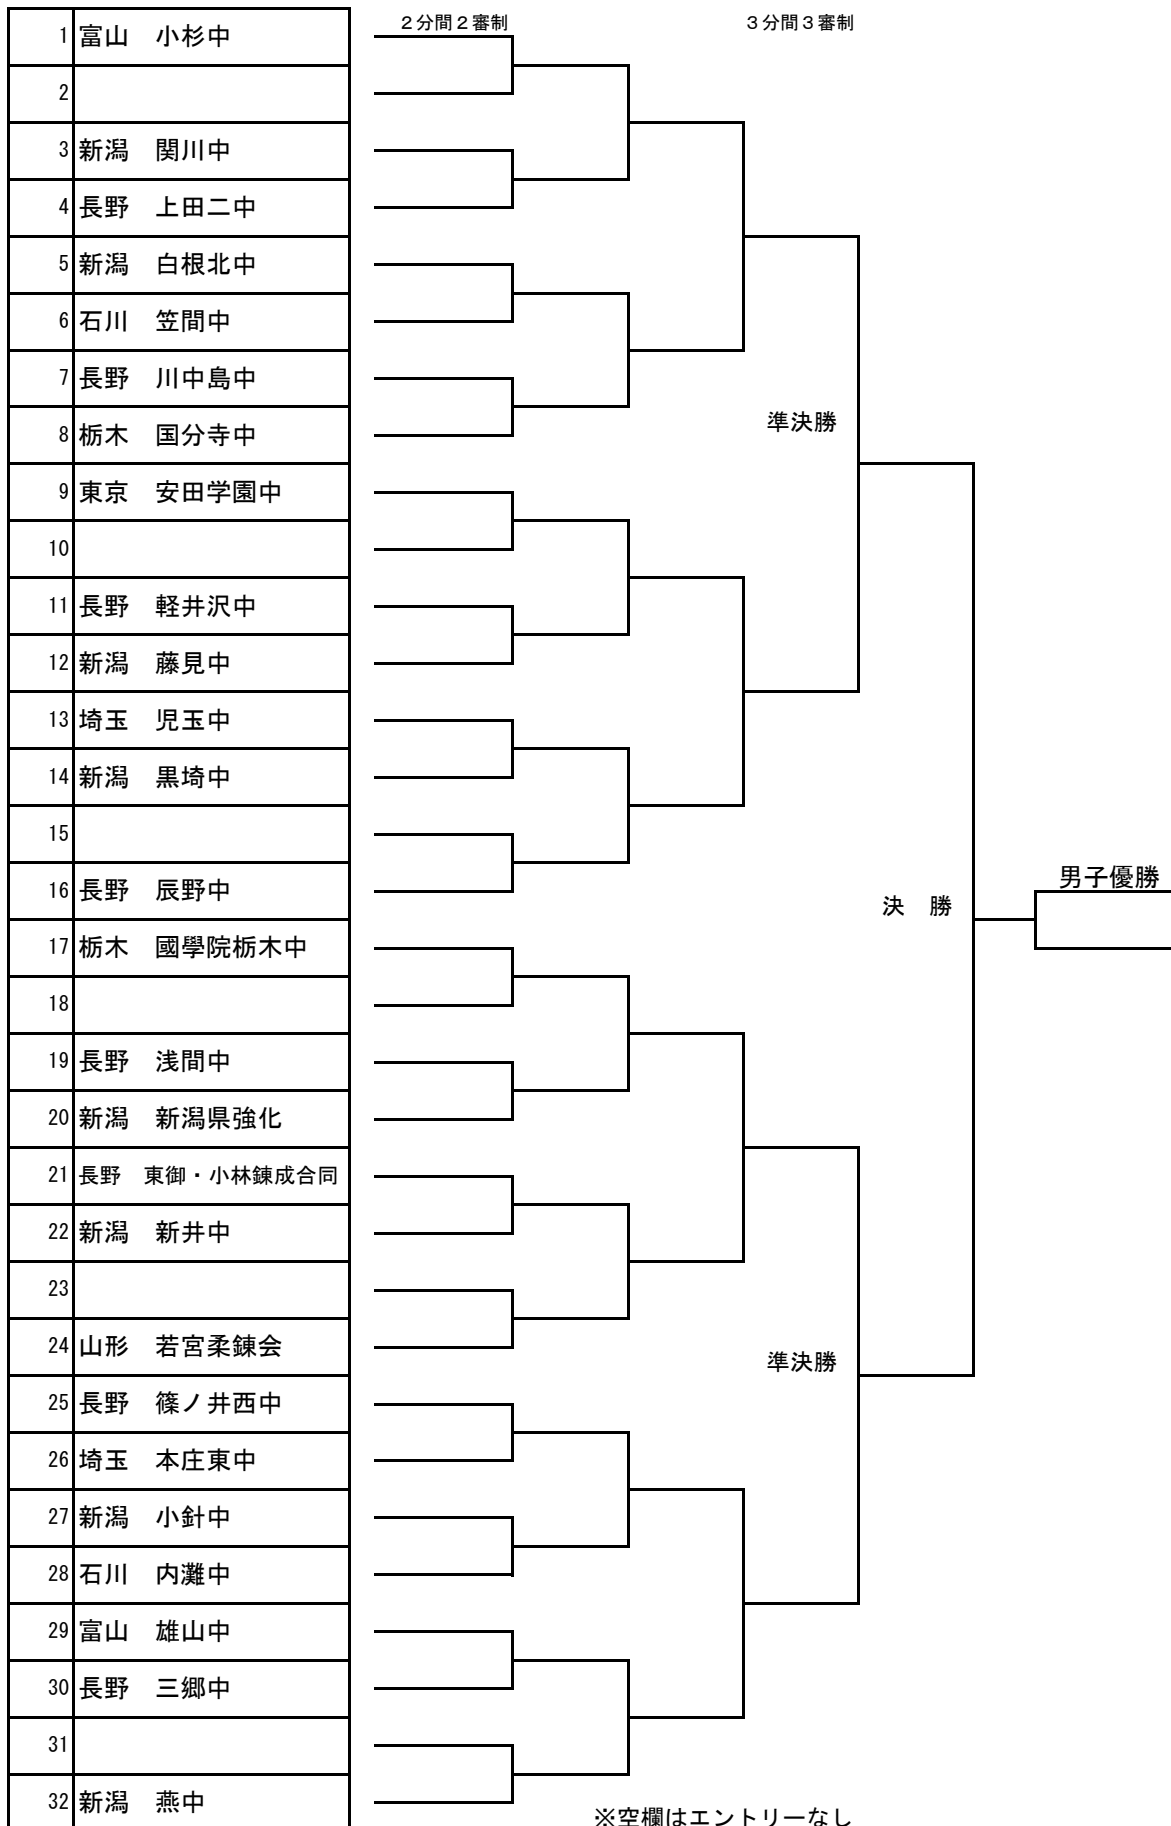 ２分間２審制　３分間３審制
1 富山　小杉中
2
3 新潟　関川中
4 長野　上田二中
5 新潟　白根北中
6 石川　笠間中
7 長野　川中島中
8 栃木　国分寺中
準決勝
9 東京　安田学園中
10
11 長野　軽井沢中
12 新潟　藤見中
13 埼玉　児玉中
14 新潟　黒埼中
15
16 長野　辰野中
男子優勝
決　勝
17 栃木　國學院栃木中
18
19 長野　浅間中
20 新潟　新潟県強化
21 長野　東御・小林錬成合同
22 新潟　新井中
23
24 山形　若宮柔錬会
準決勝
25 長野　篠ノ井西中
26 埼玉　本庄東中
27 新潟　小針中
28 石川　内灘中
29 富山　雄山中
30 長野　三郷中
31
32 新潟　燕中
※空欄はエントリーなし